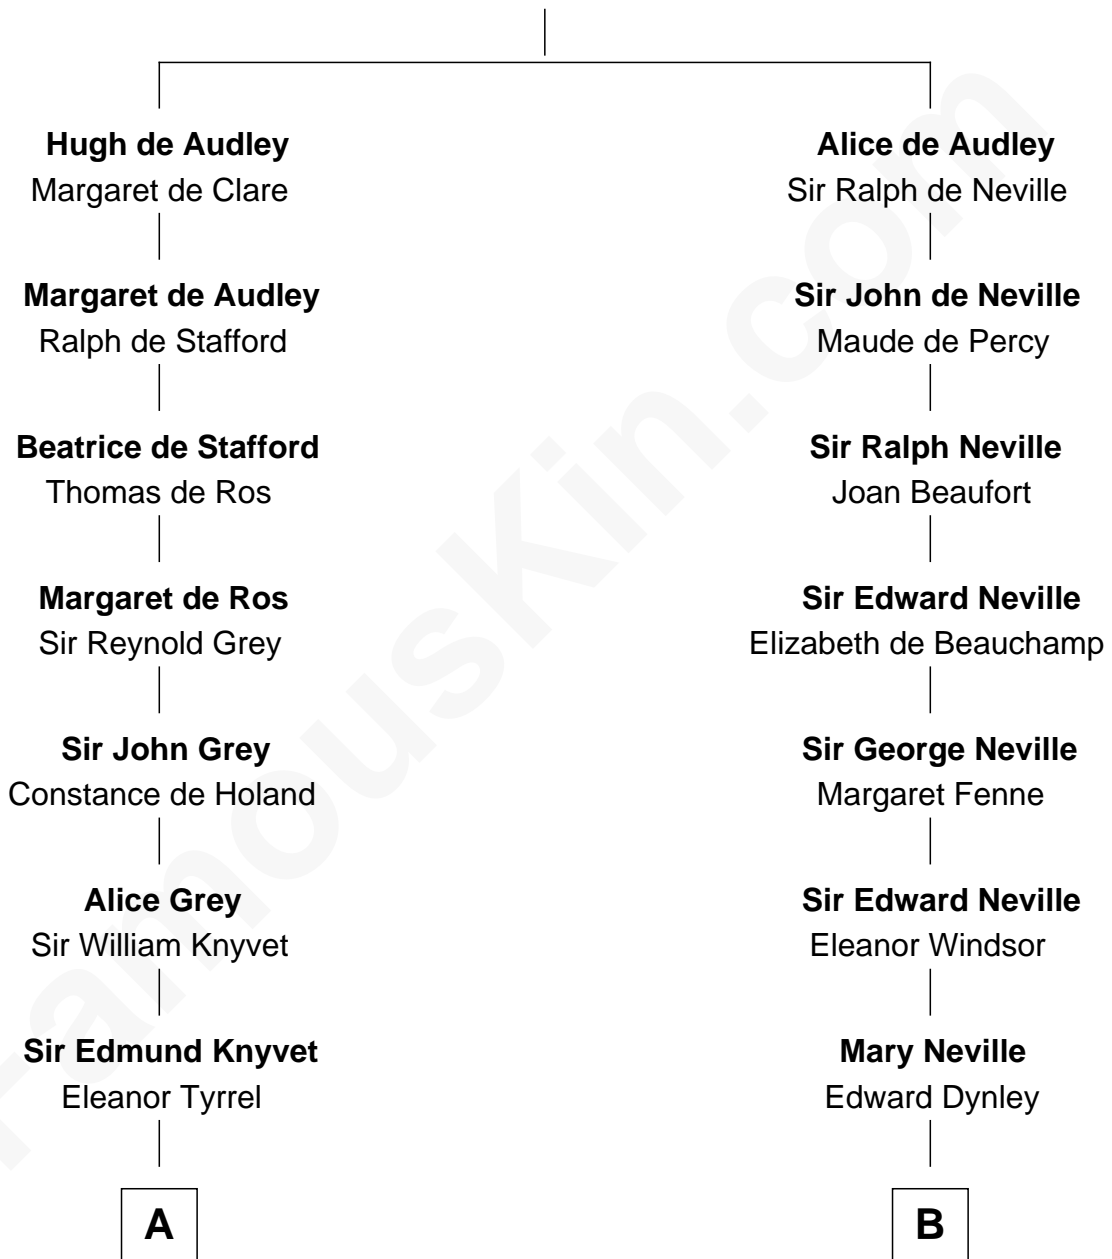 Hugh de Audley
Margaret de Clare
Margaret de Audley
Ralph de Stafford
Beatrice de Stafford
Thomas de Ros
Margaret de Ros
Sir Reynold Grey
Sir John Grey
Constance de Holand
Alice Grey
Sir William Knyvet
Sir Edmund Knyvet
Eleanor Tyrrel
A
Alice de Audley
Sir Ralph de Neville
Sir John de Neville
Maude de Percy
Sir Ralph Neville
Joan Beaufort
Sir Edward Neville
Elizabeth de Beauchamp
Sir George Neville
Margaret Fenne
Sir Edward Neville
Eleanor Windsor
Mary Neville
Edward Dynley
B
FamousKin.com